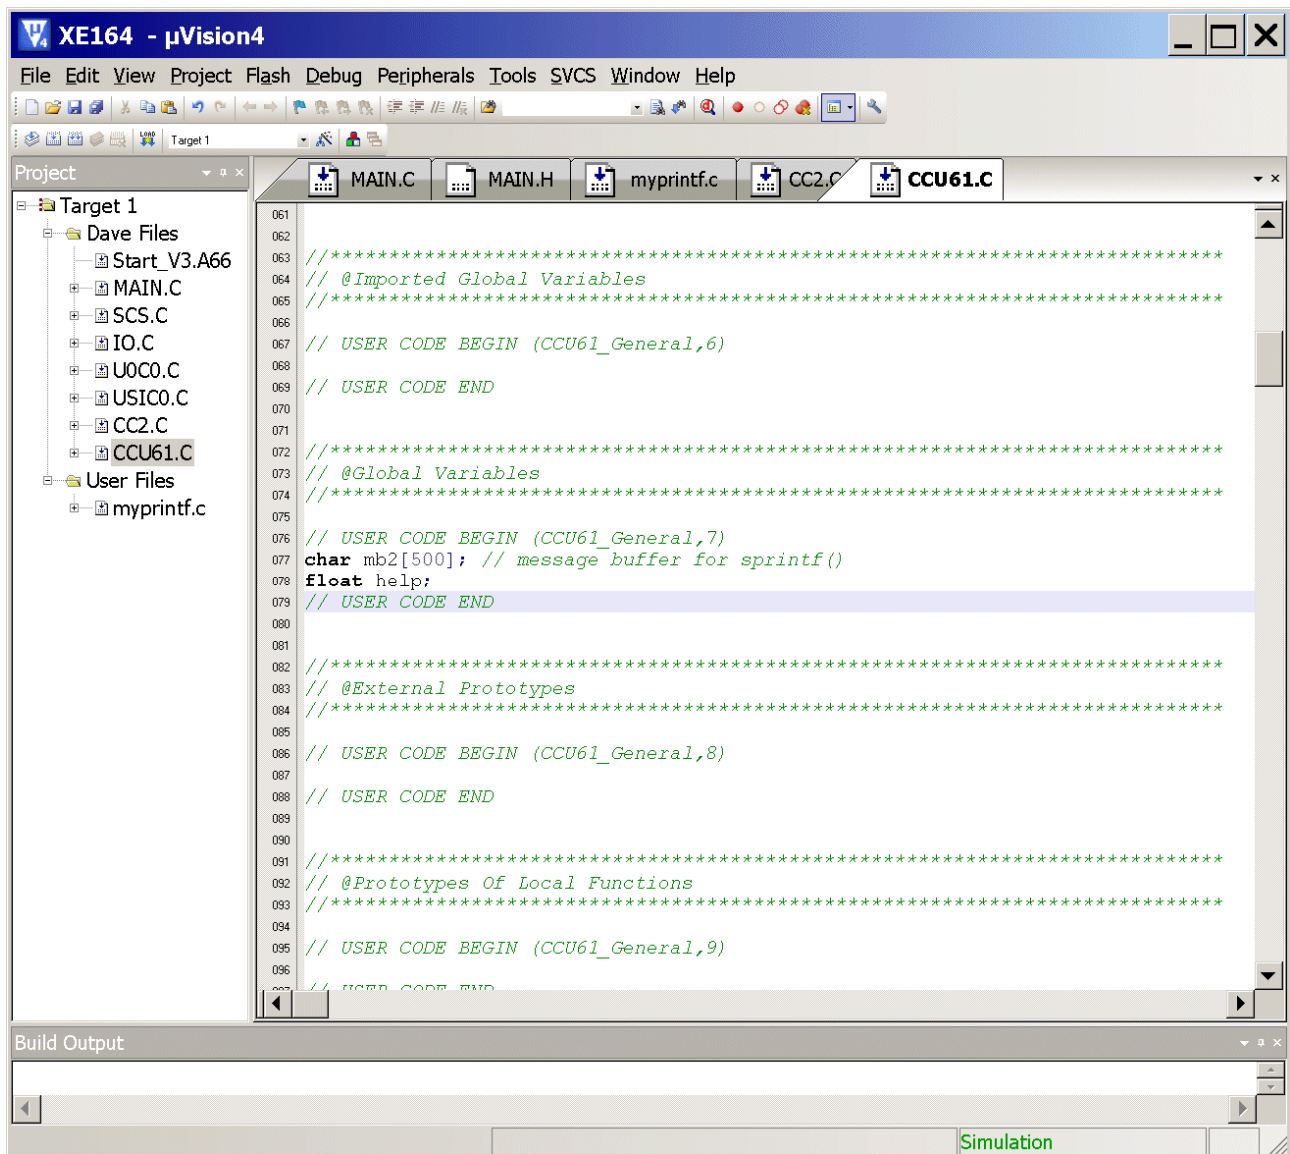 XE164 - µVision4
File Edit View Project Flash Debug Peripherals Tools SVCS Window Help
LOAD Target 1
Project
MAIN.C MAIN.H myprintf.c CC2.C CCU61.C
Target 1
Dave Files
Start_V3.A66
MAIN.C
SCS.C
IO.C
U0C0.C
USIC0.C
CC2.C
CCU61.C
User Files
myprintf.c
061
062
063 //****************************************************************************
064 // @Imported Global Variables
065 //****************************************************************************
066
067 // USER CODE BEGIN (CCU61_General,6)
068
069 // USER CODE END
070
071
072 //****************************************************************************
073 // @Global Variables
074 //****************************************************************************
075
076 // USER CODE BEGIN (CCU61_General,7)
077 char mb2[500]; // message buffer for sprintf()
078 float help;
079 // USER CODE END
080
081
082 //****************************************************************************
083 // @External Prototypes
084 //****************************************************************************
085
086 // USER CODE BEGIN (CCU61_General,8)
087
088 // USER CODE END
089
090
091 //****************************************************************************
092 // @Prototypes Of Local Functions
093 //****************************************************************************
094
095 // USER CODE BEGIN (CCU61_General,9)
096
097 // USER CODE END
Build Output
Simulation